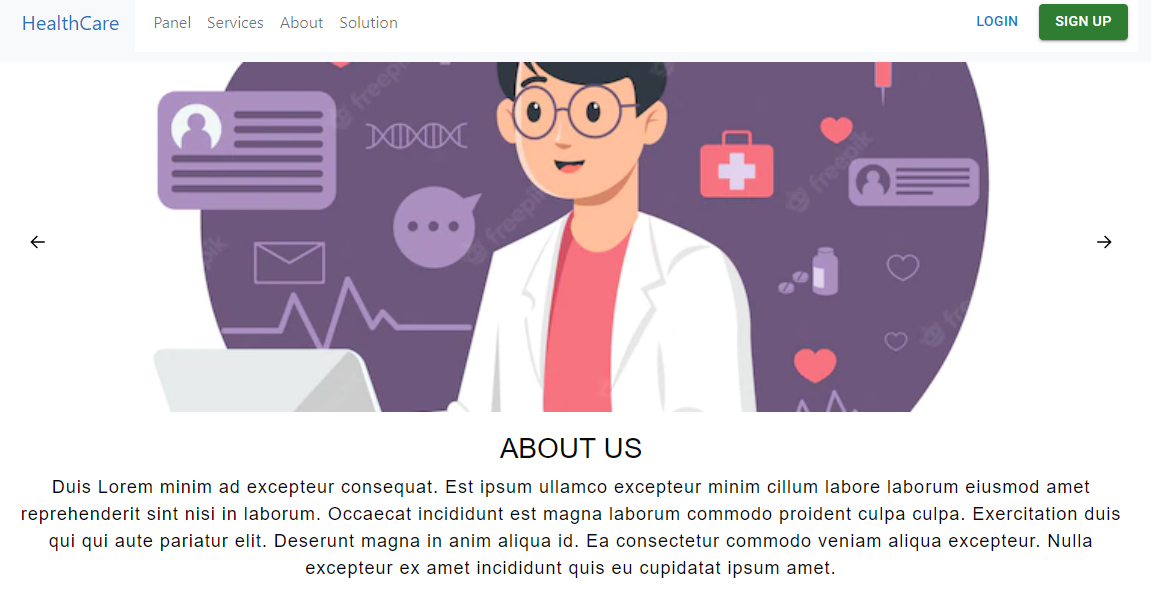 HealthCare Panel Services About Solution LOGIN SIGN UP
freepik
freepik
freepik
ABOUT US
Duis Lorem minim ad excepteur consequat. Est ipsum ullamco excepteur minim cillum labore laborum eiusmod amet
reprehenderit sint nisi in laborum. Occaecat incididunt est magna laborum commodo proident culpa culpa. Exercitation duis
qui qui aute pariatur elit. Deserunt magna in anim aliqua id. Ea consectetur commodo veniam aliqua excepteur. Nulla
excepteur ex amet incididunt quis eu cupidatat ipsum amet.